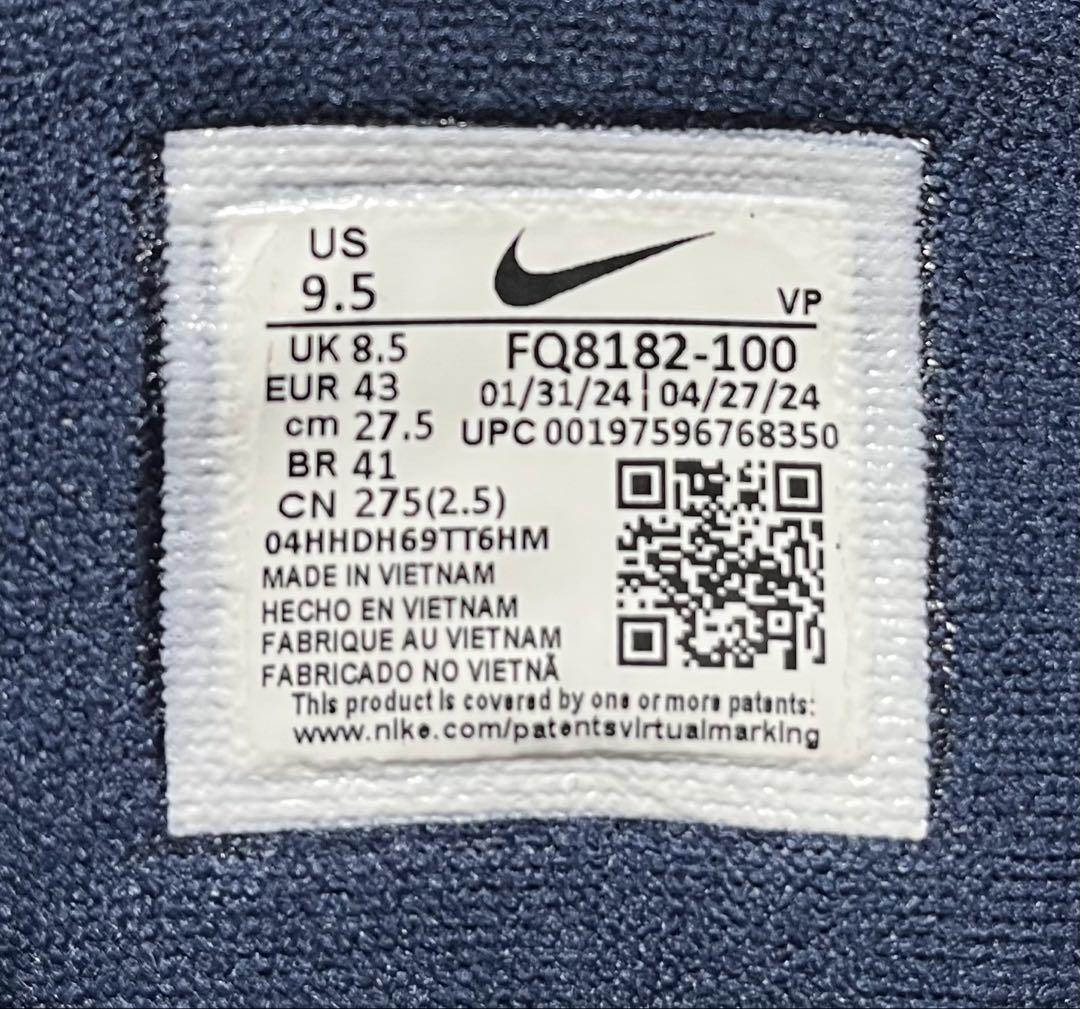 US
9.5
VP
UK 8.5
FQ8182-100
EUR 43
01/31/24 | 04/27/24
cm 27.5
UPC 00197596768350
BR 41
CN 275(2.5)
04HHDH69TT6HM
MADE IN VIETNAM
HECHO EN VIETNAM
FABRIQUE AU VIETNAM
FABRICADO NO VIETNÃ
This product is covered by one or more patents:
www.nike.com/patentsvirtualmarking